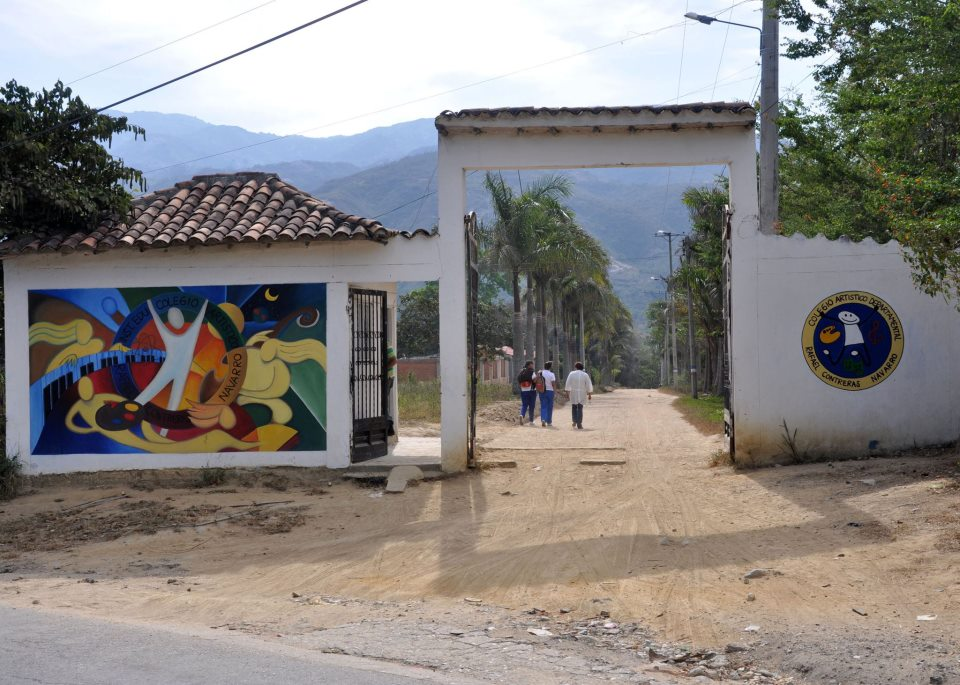 COLEGIO
NAVARRO
COLEGIO ARTISTICO DEPARTAMENTAL
RAFAEL CONTRERAS NAVARRO